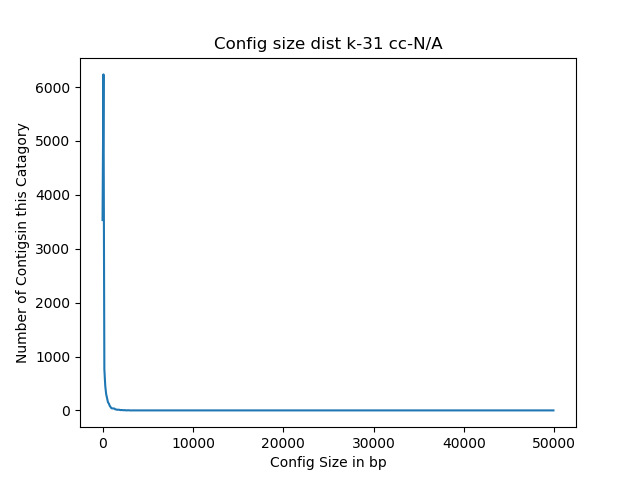 Config size dist k-31 cc-N/A
6000
5000
4000
3000
2000
1000
0
Number of Contigsin this Catagory
0 10000 20000 30000 40000 50000
Config Size in bp